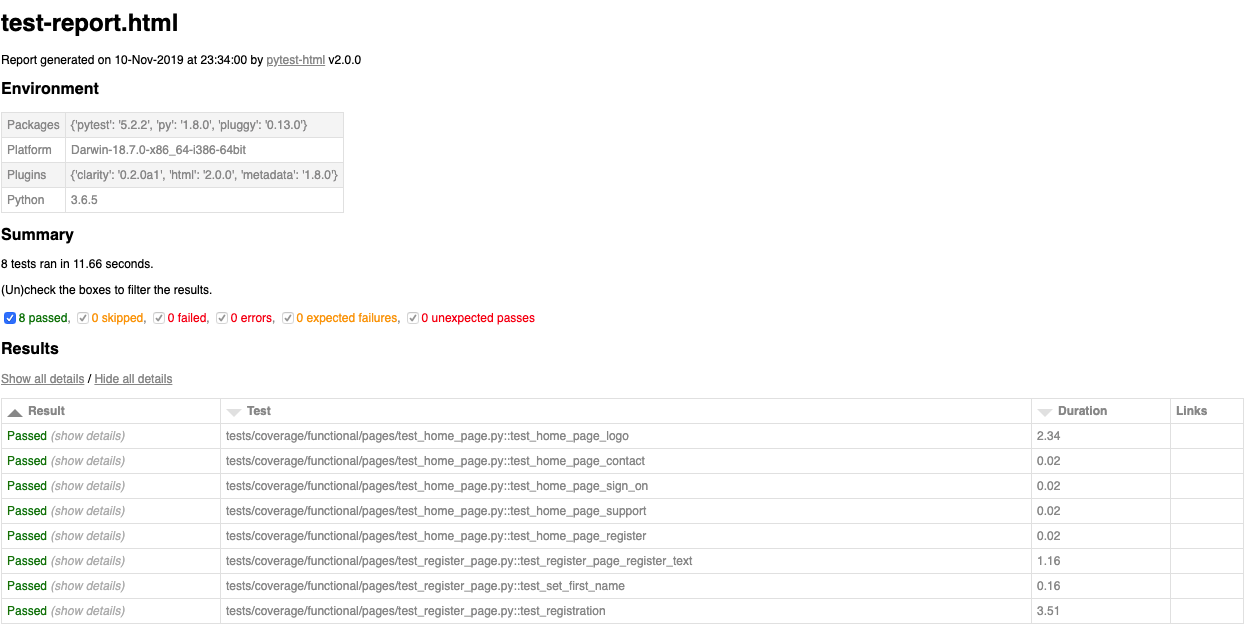 test-report.html
Report generated on 10-Nov-2019 at 23:34:00 by pytest-html v2.0.0
Environment
Packages {'pytest': '5.2.2', 'py': '1.8.0', 'pluggy': '0.13.0'}
Platform Darwin-18.7.0-x86_64-i386-64bit
Plugins {'clarity': '0.2.0a1', 'html': '2.0.0', 'metadata': '1.8.0'}
Python 3.6.5
Summary
8 tests ran in 11.66 seconds.
(Un)check the boxes to filter the results.
8 passed, 0 skipped, 0 failed, 0 errors, 0 expected failures, 0 unexpected passes
Results
Show all details / Hide all details
Result Test Duration Links
Passed (show details) tests/coverage/functional/pages/test_home_page.py::test_home_page_logo 2.34
Passed (show details) tests/coverage/functional/pages/test_home_page.py::test_home_page_contact 0.02
Passed (show details) tests/coverage/functional/pages/test_home_page.py::test_home_page_sign_on 0.02
Passed (show details) tests/coverage/functional/pages/test_home_page.py::test_home_page_support 0.02
Passed (show details) tests/coverage/functional/pages/test_home_page.py::test_home_page_register 0.02
Passed (show details) tests/coverage/functional/pages/test_register_page.py::test_register_page_register_text 1.16
Passed (show details) tests/coverage/functional/pages/test_register_page.py::test_set_first_name 0.16
Passed (show details) tests/coverage/functional/pages/test_register_page.py::test_registration 3.51